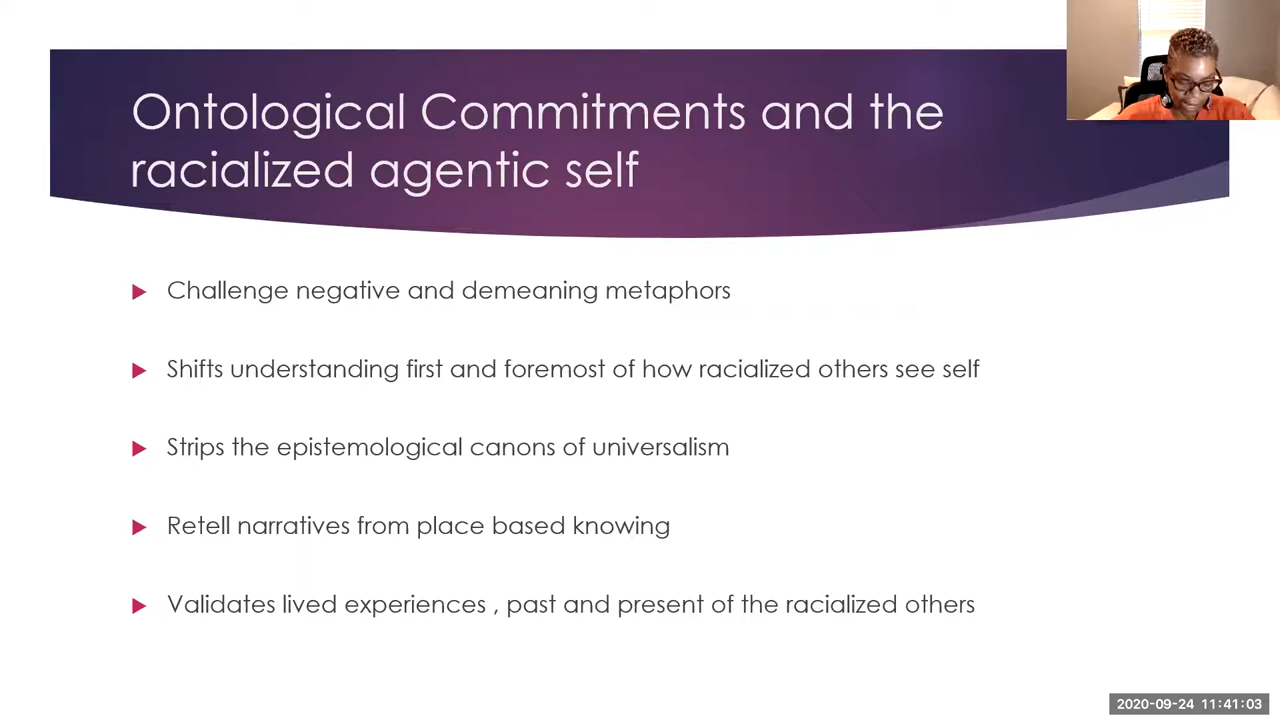 Ontological Commitments and the
racialized agentic self
Challenge negative and demeaning metaphors
Shifts understanding first and foremost of how racialized others see self
Strips the epistemological canons of universalism
Retell narratives from place based knowing
Validates lived experiences , past and present of the racialized others
2020-09-24 11:41:03